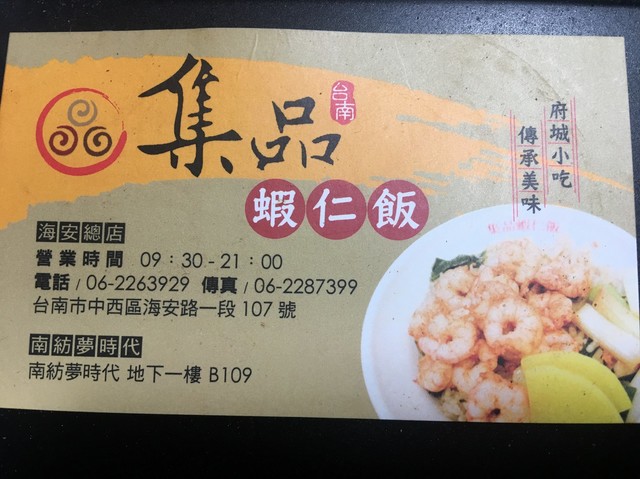 集品
台南
蝦仁飯
府城小吃
傳承美味
海安總店
營業時間 09:30-21:00
電話/06-2263929 傳真/06-2287399
台南市中西區海安路一段107號
南紡夢時代
南紡夢時代 地下一樓 B109